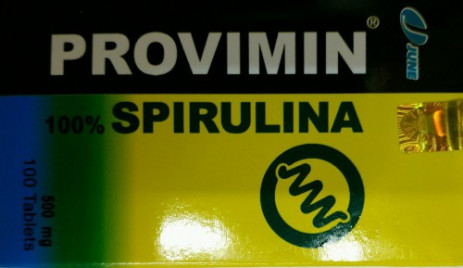 PROVIMIN®
JUNE
100% SPIRULINA
500 mg
100 Tablets